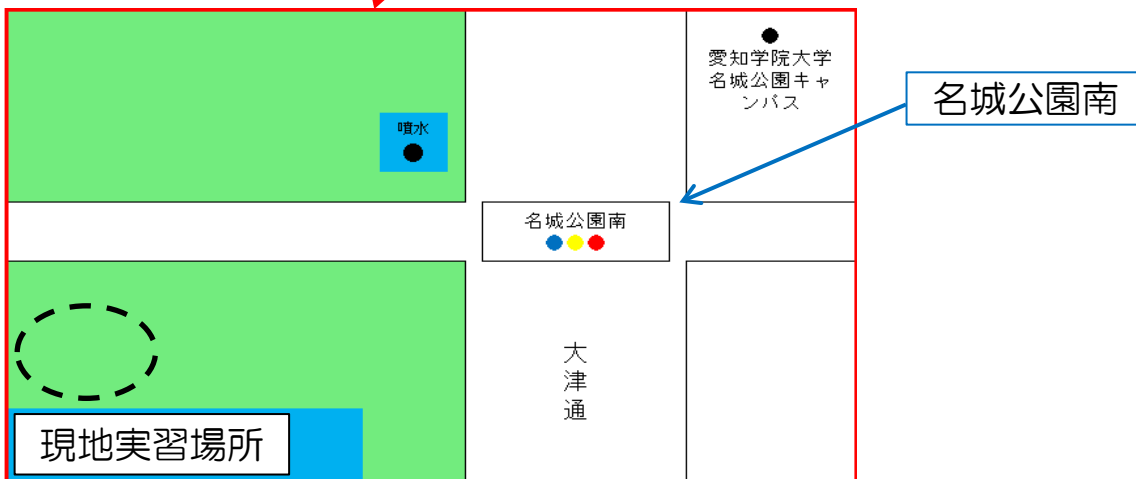 愛知学院大学
名城公園キャ
ンパス
名城公園南
噴水
名城公園南
大津通
現地実習場所